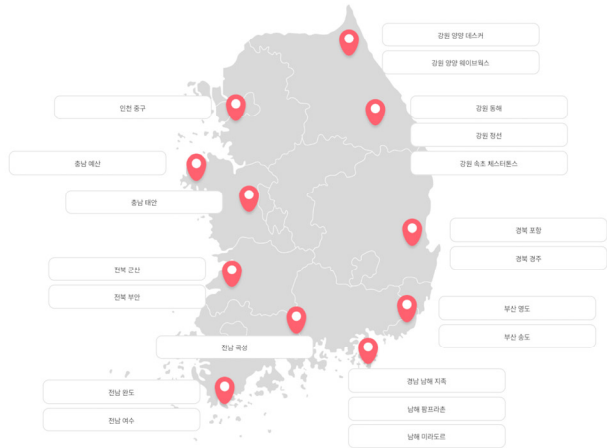 강원 양양 데스커
강원 양양 웨이브웍스
인천 중구
강원 동해
강원 정선
강원 속초 체스터톤스
충남 예산
충남 태안
경북 포항
경북 경주
전북 군산
전북 부안
부산 영도
부산 송도
전남 곡성
전남 완도
전남 여수
경남 남해 지족
남해 팜프라촌
남해 미라도르